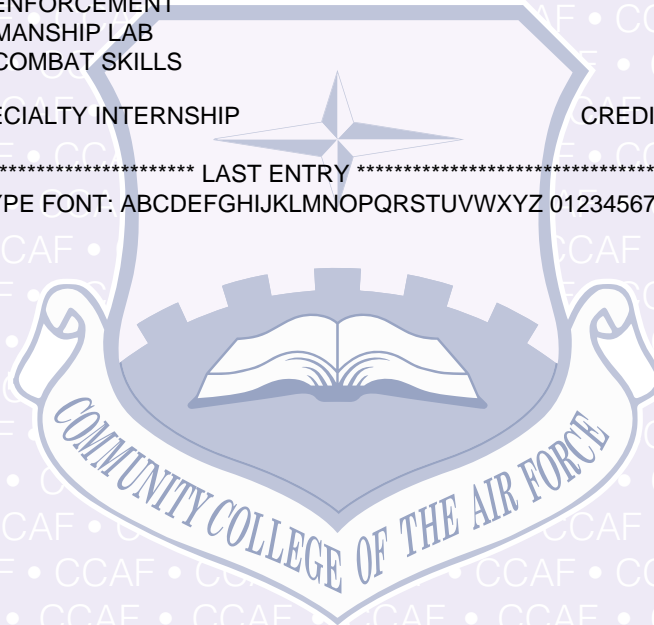 ENFORCEMENT
MANSHIP LAB
COMBAT SKILLS
ECIALTY INTERNSHIP CREDI
********************* LAST ENTRY ********************************
YPE FONT: ABCDEFGHIJKLMNOPQRSTUVWXYZ 01234567
COMMUNITY COLLEGE OF THE AIR FORCE